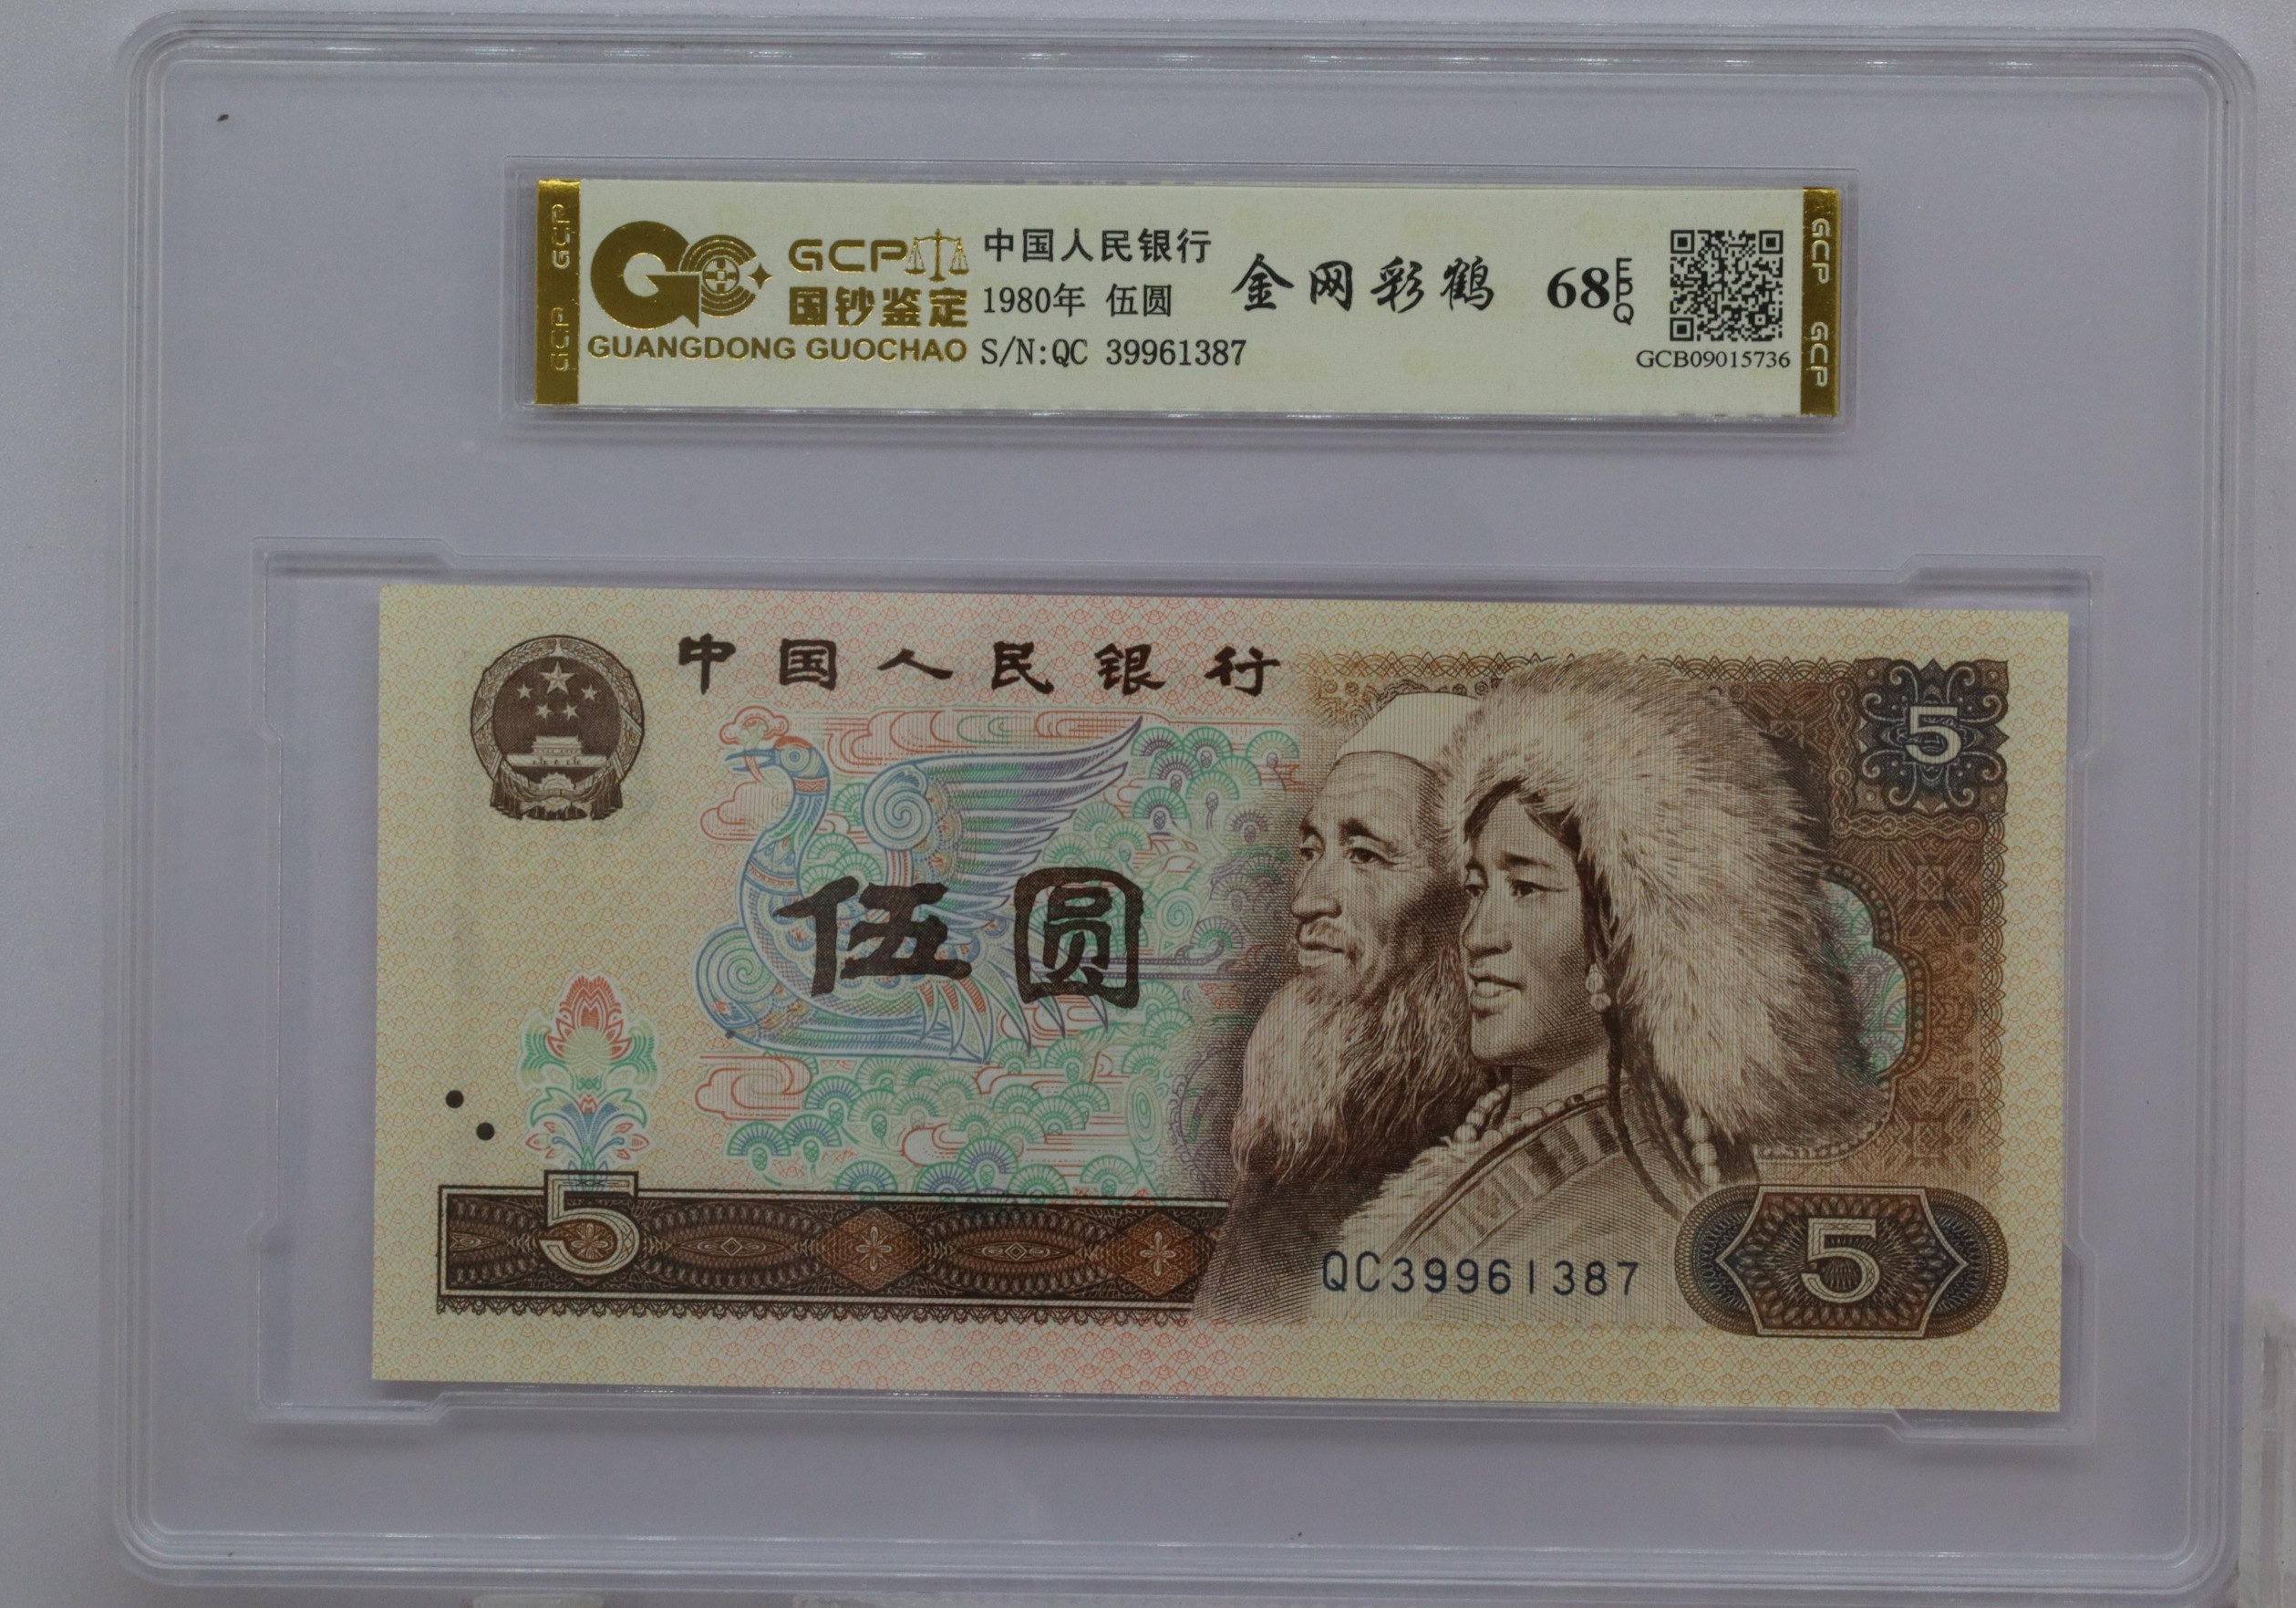 GCP GCP
GCP
国钞鉴定
GUANGDONG GUOCHAO
中国人民银行
1980年 伍圆
S/N:QC 39961387
金网彩鹤
68 EPQ
GCB09015736
GCP GCP
中国人民银行
5
伍圆
5
QC39961387
5